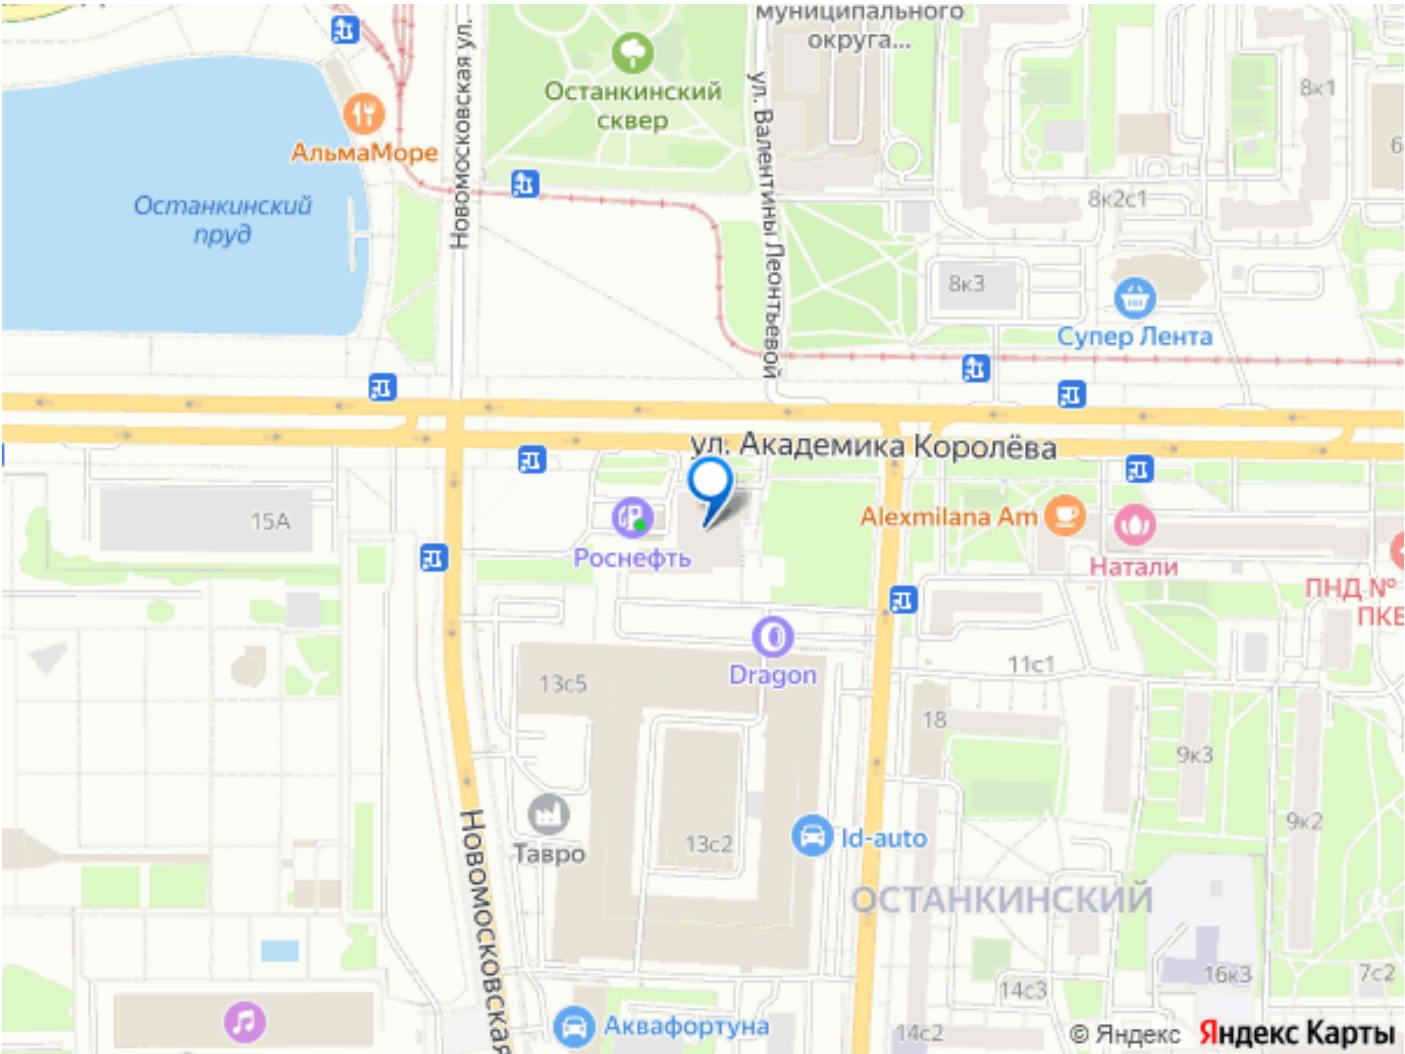 муниципального
округа...
8к1
Останкинский
сквер
Новомосковская ул.
ул. Валентины Леонтьевой
АльмаМоре
Останкинский
пруд
8к2с1
8к3
Супер Лента
ул. Академика Королёва
15А
Роснефть
Alexmilana Am
Натали
ПНД №
ПКБ
Dragon
13с5
11с1
18
9к3
9к2
Тавро
13с2
Id-auto
Новомосковская
ОСТАНКИНСКИЙ
16к3
7с2
14с3
14с2
Аквафортуна
© Яндекс Яндекс Карты